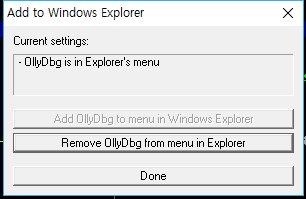 Add to Windows Explorer
Current settings:
- OllyDbg is in Explorer's menu
Add OllyDbg to menu in Windows Explorer
Remove OllyDbg from menu in Explorer
Done